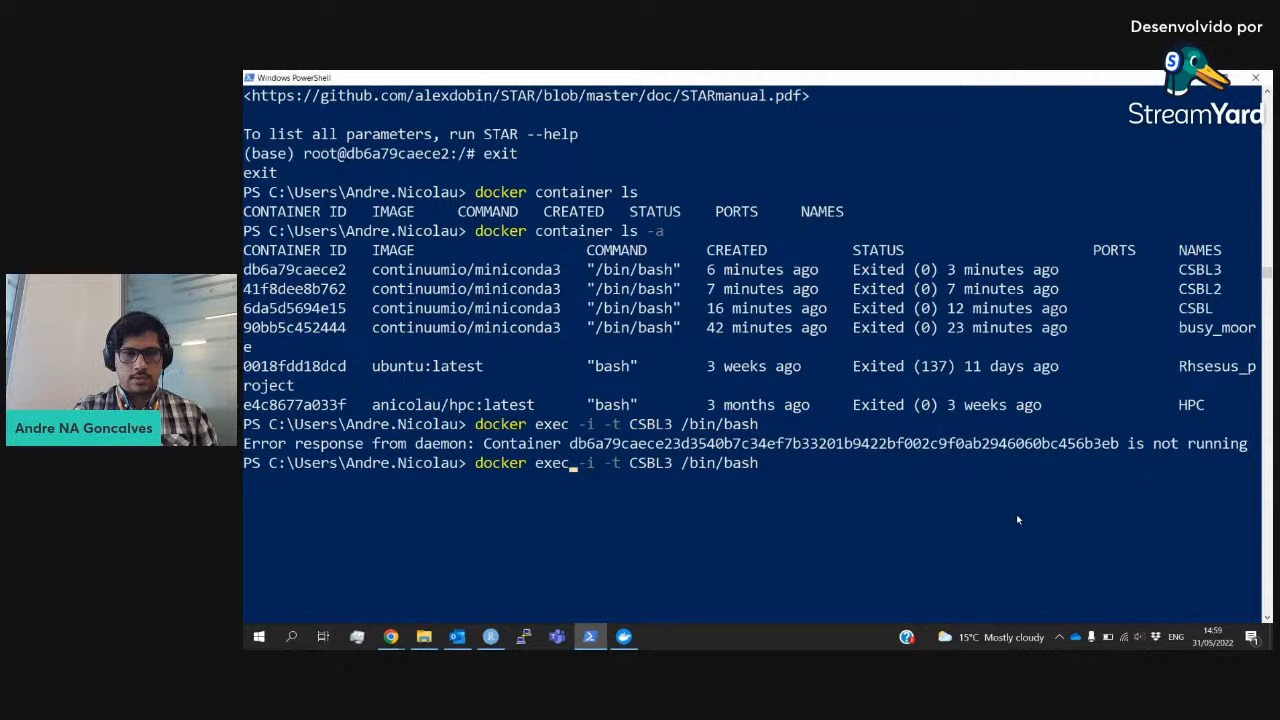 Desenvolvido por
S
StreamYard
Windows PowerShell
<https://github.com/alexdobin/STAR/blob/master/doc/STARmanual.pdf>
To list all parameters, run STAR --help
(base) root@db6a79caece2:/# exit
exit
PS C:\Users\Andre.Nicolau> docker container ls
CONTAINER ID IMAGE COMMAND CREATED STATUS PORTS NAMES
PS C:\Users\Andre.Nicolau> docker container ls -a
CONTAINER ID IMAGE COMMAND CREATED STATUS PORTS NAMES
db6a79caece2 continuumio/miniconda3 "/bin/bash" 6 minutes ago Exited (0) 3 minutes ago CSBL3
41f8dee8b762 continuumio/miniconda3 "/bin/bash" 7 minutes ago Exited (0) 7 minutes ago CSBL2
6da5d5694e15 continuumio/miniconda3 "/bin/bash" 16 minutes ago Exited (0) 12 minutes ago CSBL
90bb5c452444 continuumio/miniconda3 "/bin/bash" 42 minutes ago Exited (0) 23 minutes ago busy_moor
e
0018fdd18dcd ubuntu:latest "bash" 3 weeks ago Exited (137) 11 days ago Rhsesus_p
roject
e4c8677a033f anicolau/hpc:latest "bash" 3 months ago Exited (0) 3 weeks ago HPC
PS C:\Users\Andre.Nicolau> docker exec -i -t CSBL3 /bin/bash
Error response from daemon: Container db6a79caece23d3540b7c34ef7b33201b9422bf002c9f0ab2946060bc456b3eb is not running
PS C:\Users\Andre.Nicolau> docker exec -i -t CSBL3 /bin/bash
Andre NA Goncalves
15°C Mostly cloudy
ENG
14:59
31/05/2022